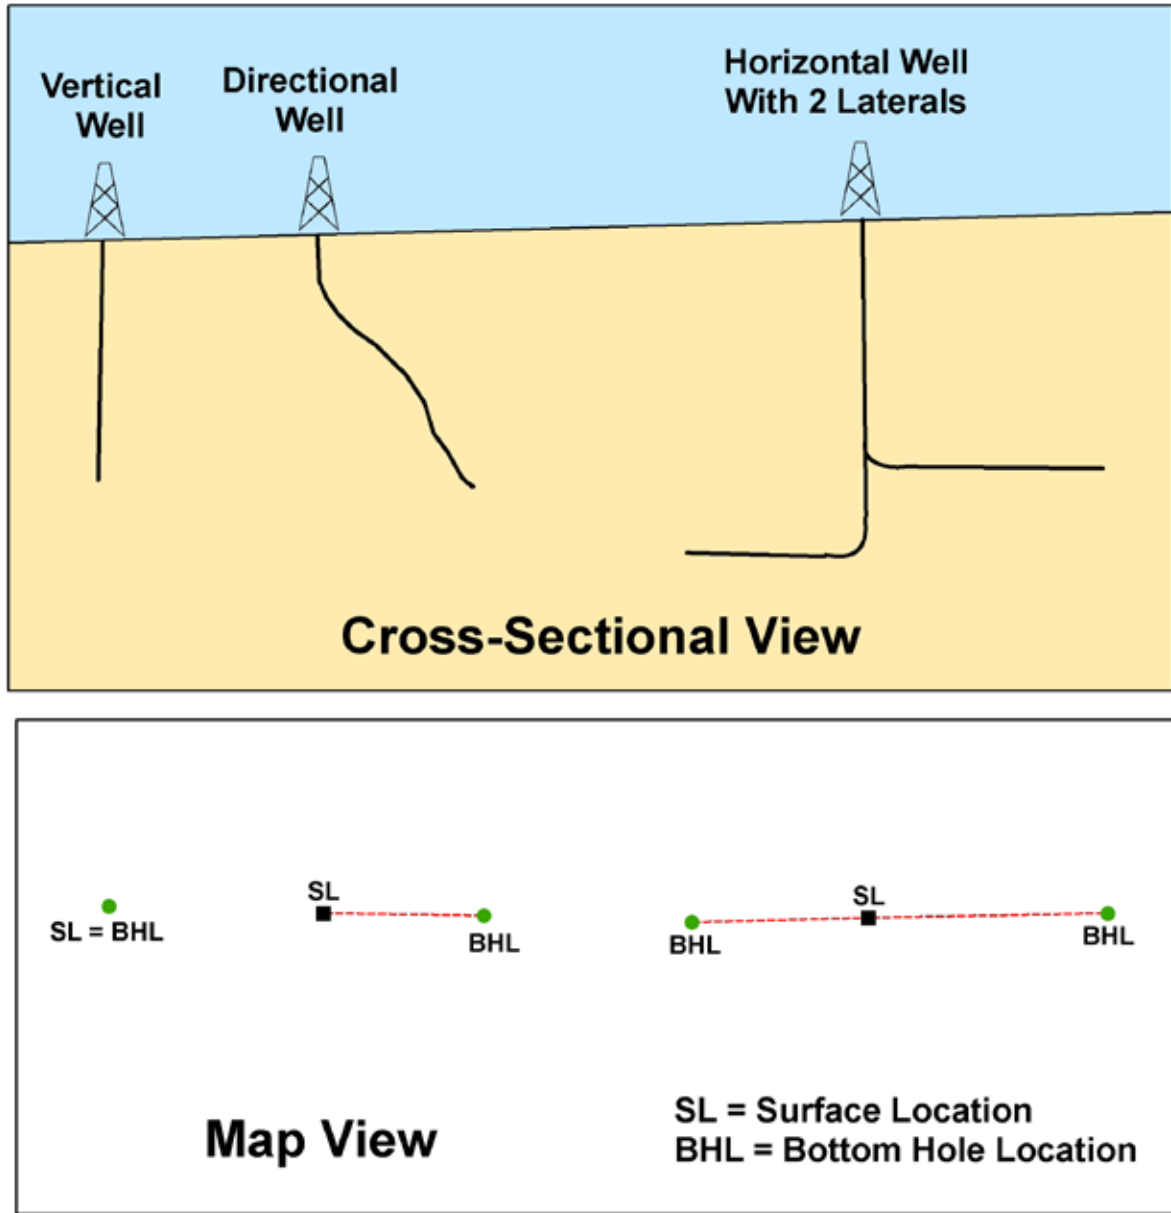 Vertical
Well
Directional
Well
Horizontal Well
With 2 Laterals
Cross-Sectional View
SL = BHL
SL
BHL
BHL
SL
BHL
Map View
SL = Surface Location
BHL = Bottom Hole Location